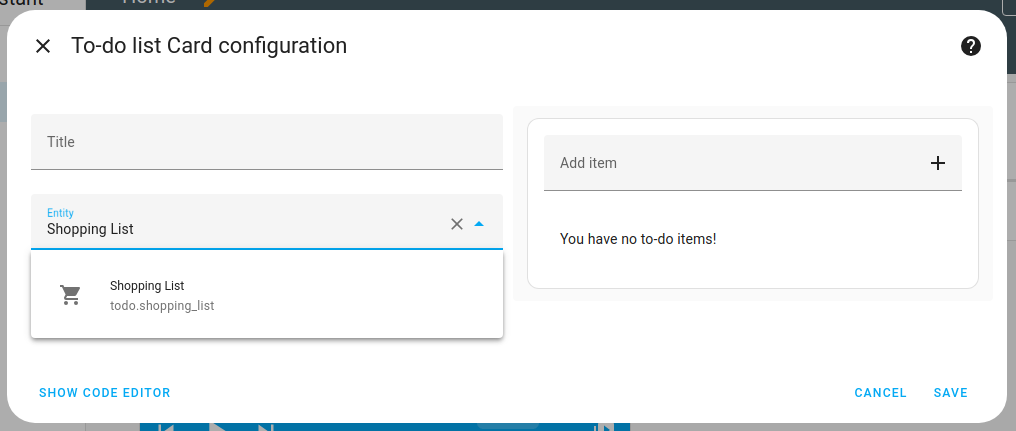 Home
To-do list Card configuration
Title
Add item
Entity
Shopping List
You have no to-do items!
Shopping List
todo.shopping_list
SHOW CODE EDITOR
CANCEL
SAVE